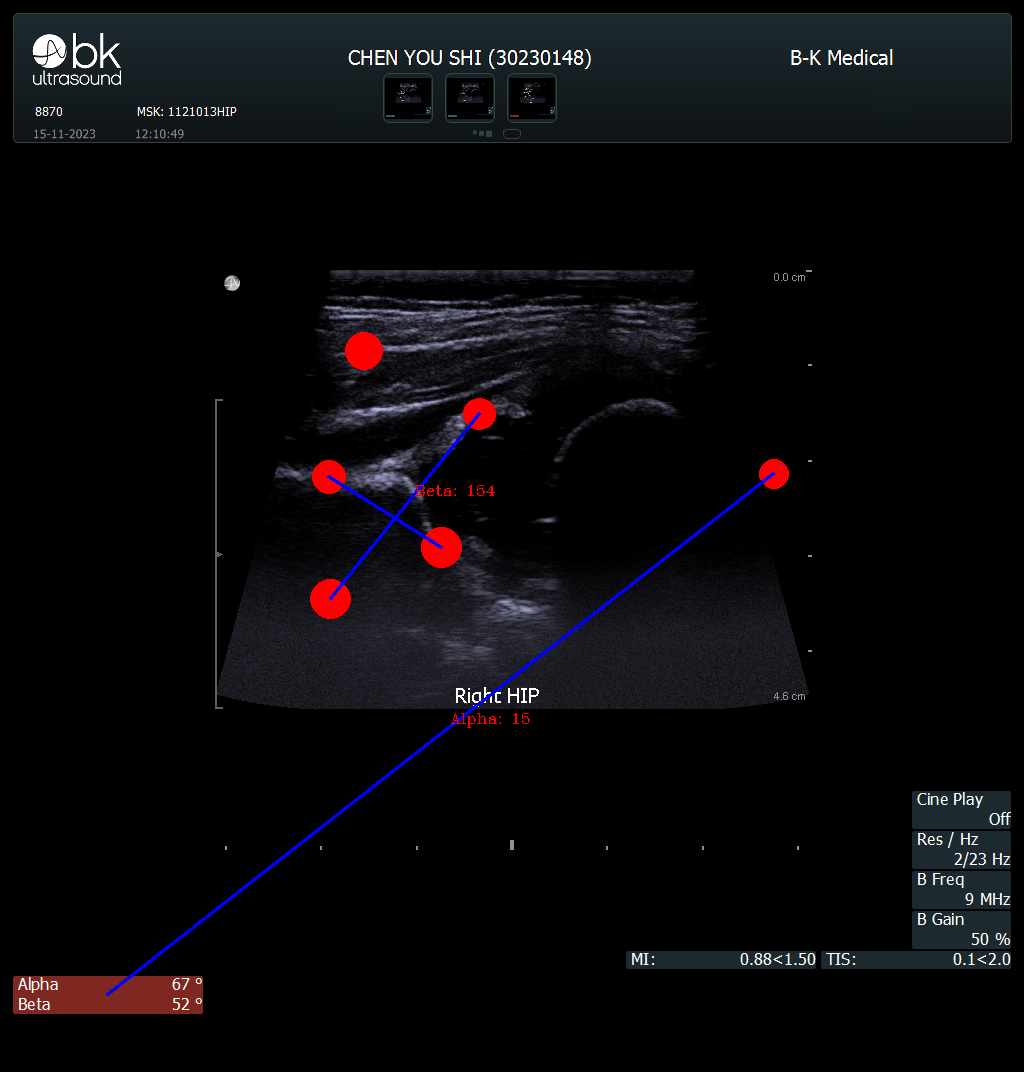 bk
ultrasound
CHEN YOU SHI (30230148)
B-K Medical
8870
MSK: 1121013HIP
15-11-2023
12:10:49
0.0 cm
Beta: 154
Right HIP
4.6 cm
Alpha: 15
Cine Play
Off
Res / Hz
2/23 Hz
B Freq
9 MHz
B Gain
50 %
MI: 0.88<1.50
TIS: 0.1<2.0
Alpha 67 º
Beta 52 º